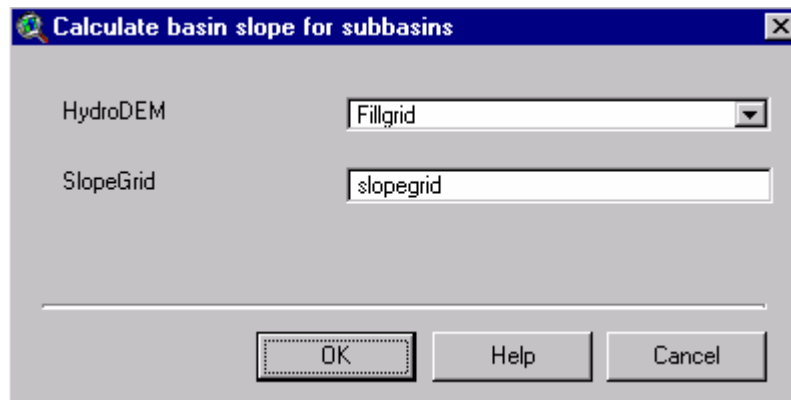 Calculate basin slope for subbasins
HydroDEM Fillgrid
SlopeGrid slopegrid
OK Help Cancel